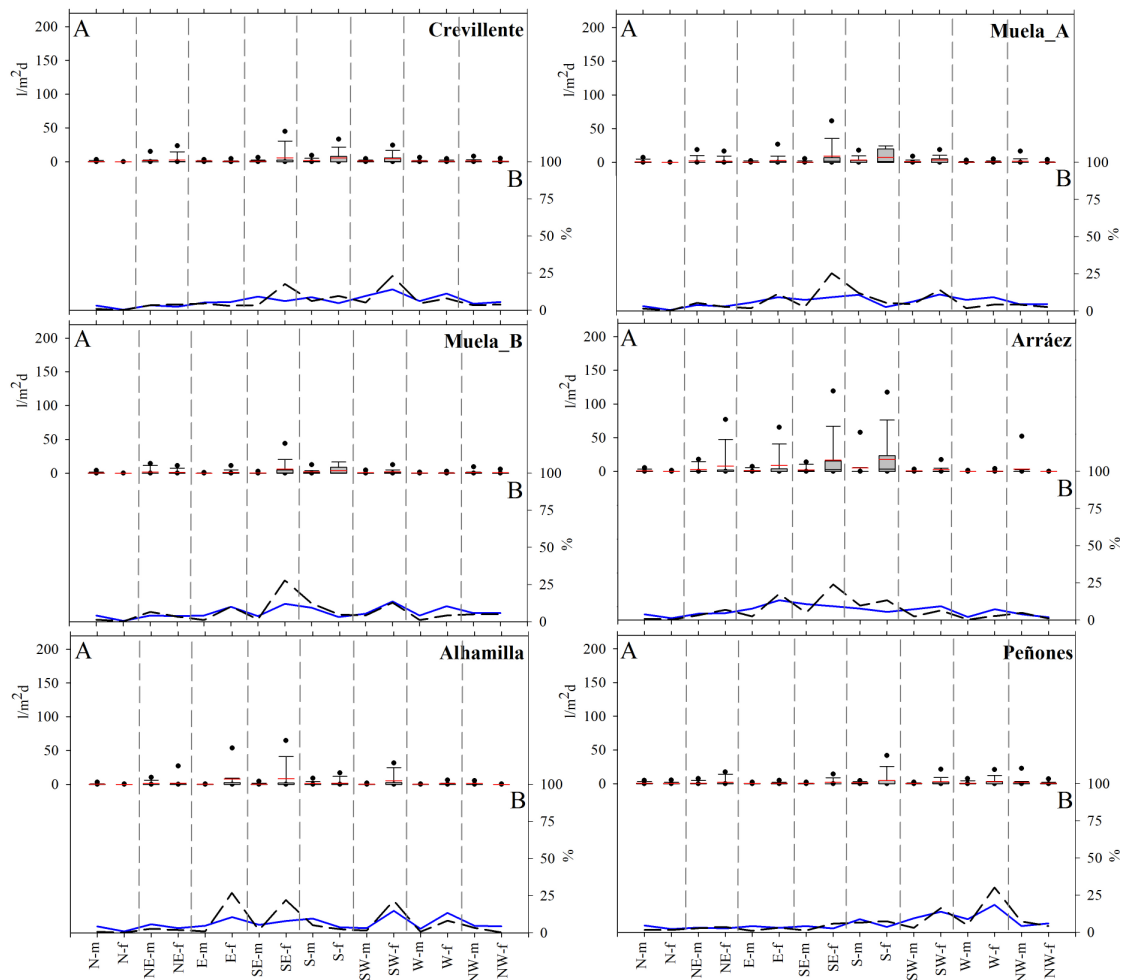 A
Crevillente
200
150
100
50
0
l/m²d
B
100
75
50
25
0
%
A
Muela_A
200
150
100
50
0
l/m²d
B
100
75
50
25
0
%
A
Muela_B
200
150
100
50
0
l/m²d
B
100
75
50
25
0
%
A
Arráez
200
150
100
50
0
l/m²d
B
100
75
50
25
0
%
A
Alhamilla
200
150
100
50
0
l/m²d
B
100
75
50
25
0
%
N-m
N-f
NE-m
NE-f
E-m
E-f
SE-m
SE-f
S-m
S-f
SW-m
SW-f
W-m
W-f
NW-m
NW-f
A
Peñones
200
150
100
50
0
l/m²d
B
100
75
50
25
0
%
N-m
N-f
NE-m
NE-f
E-m
E-f
SE-m
SE-f
S-m
S-f
SW-m
SW-f
W-m
W-f
NW-m
NW-f